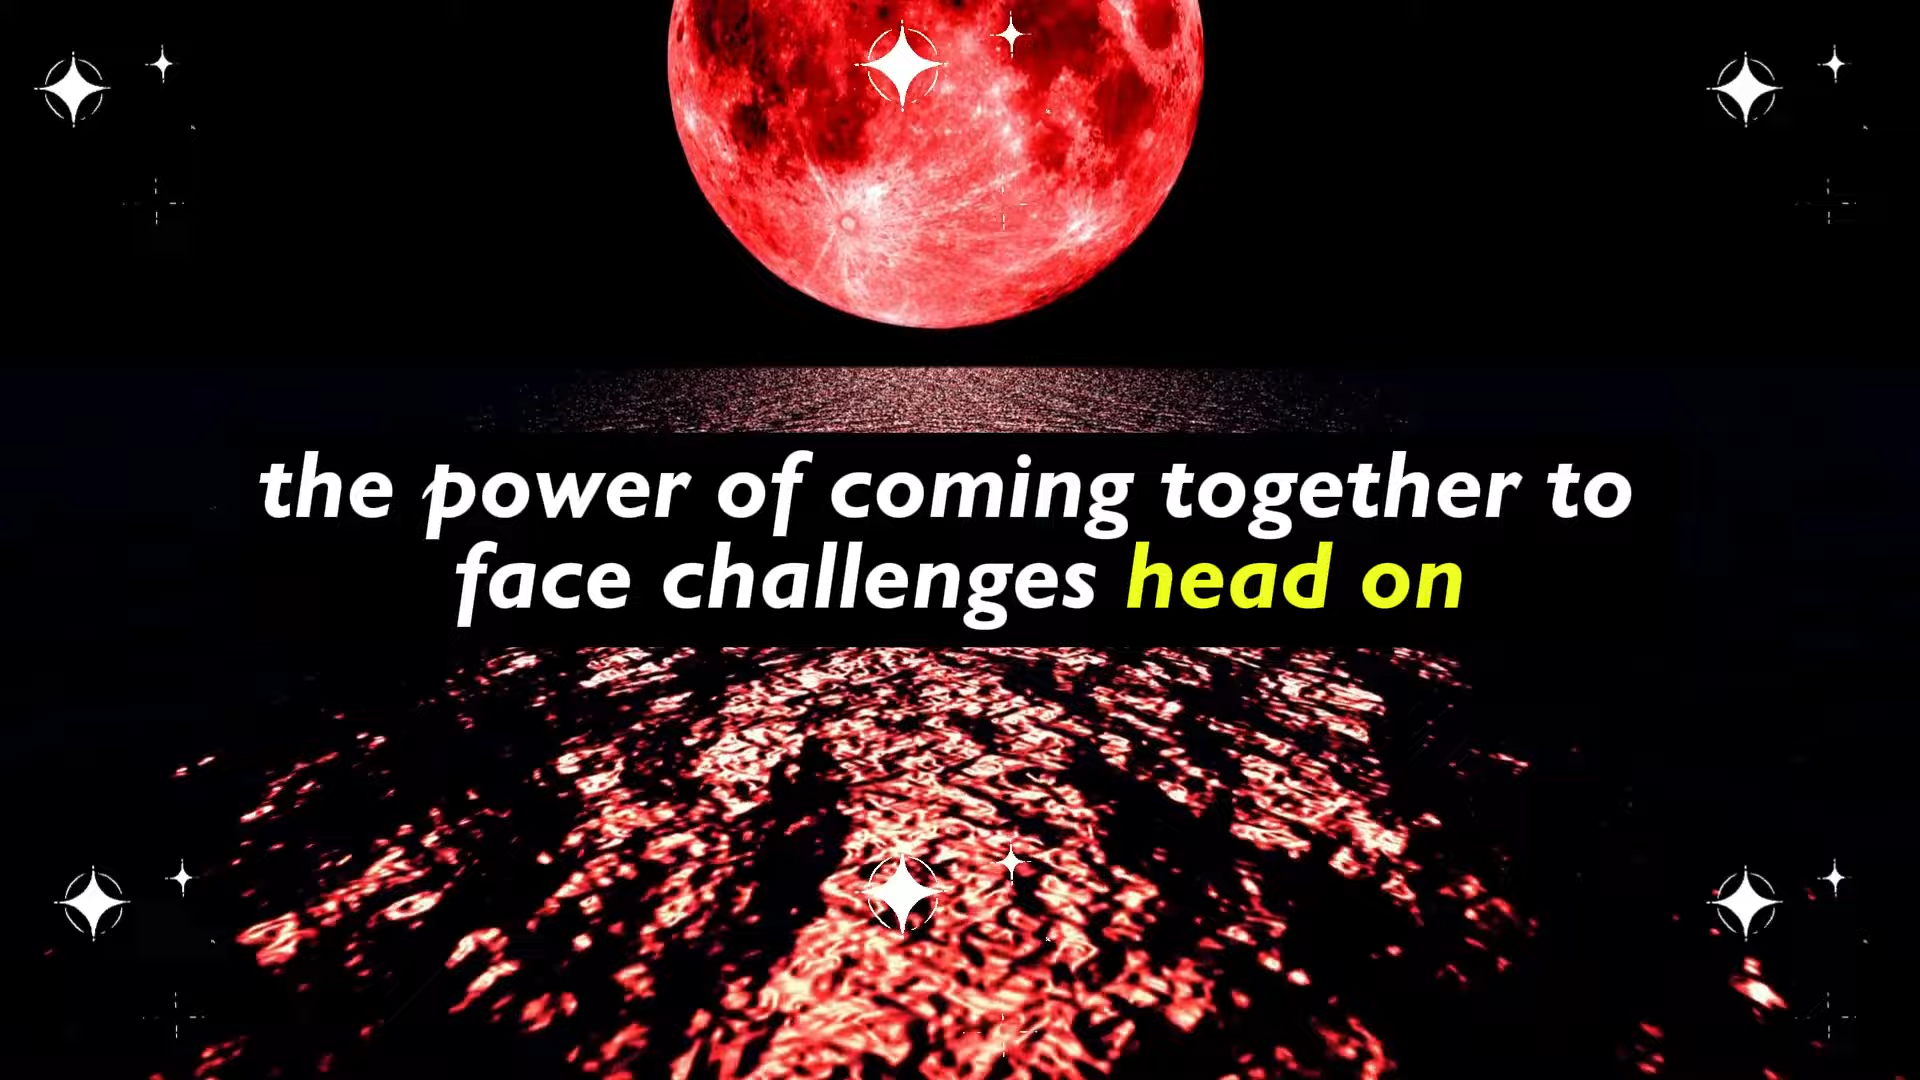 the power of coming together to
face challenges head on